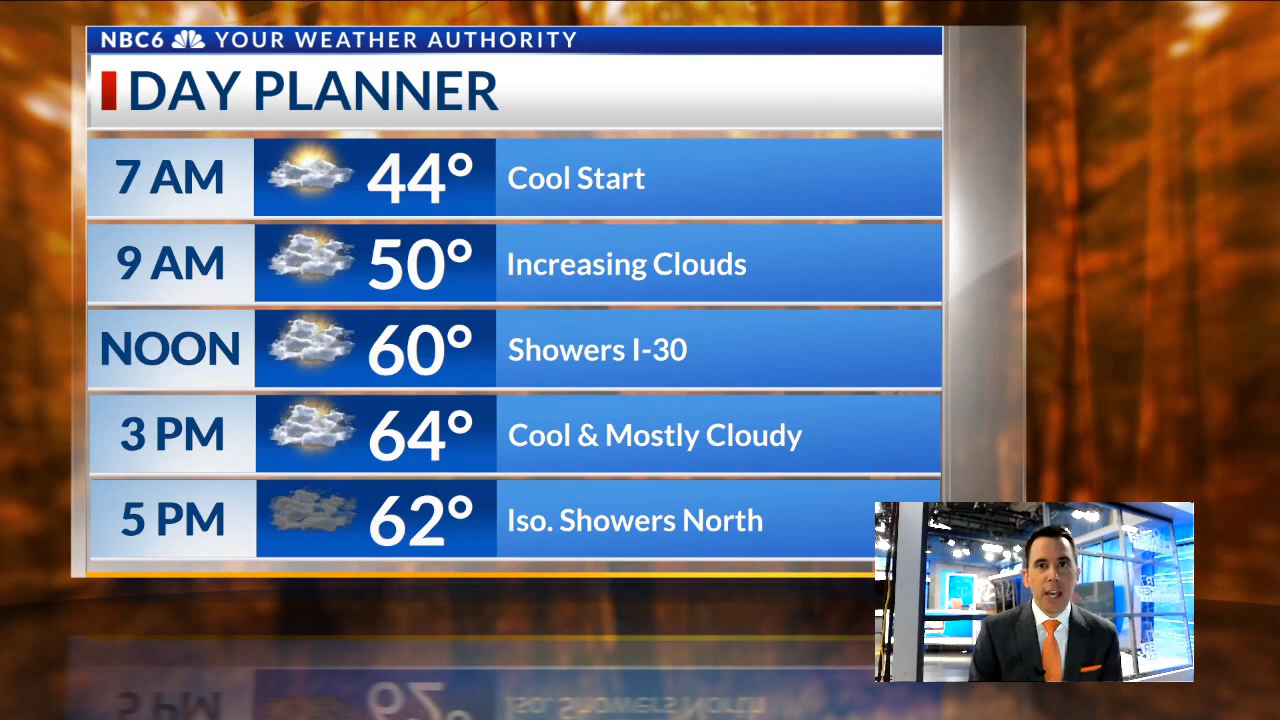 NBC6 YOUR WEATHER AUTHORITY
DAY PLANNER
7 AM 44° Cool Start
9 AM 50° Increasing Clouds
NOON 60° Showers I-30
3 PM 64° Cool & Mostly Cloudy
5 PM 62° Iso. Showers North